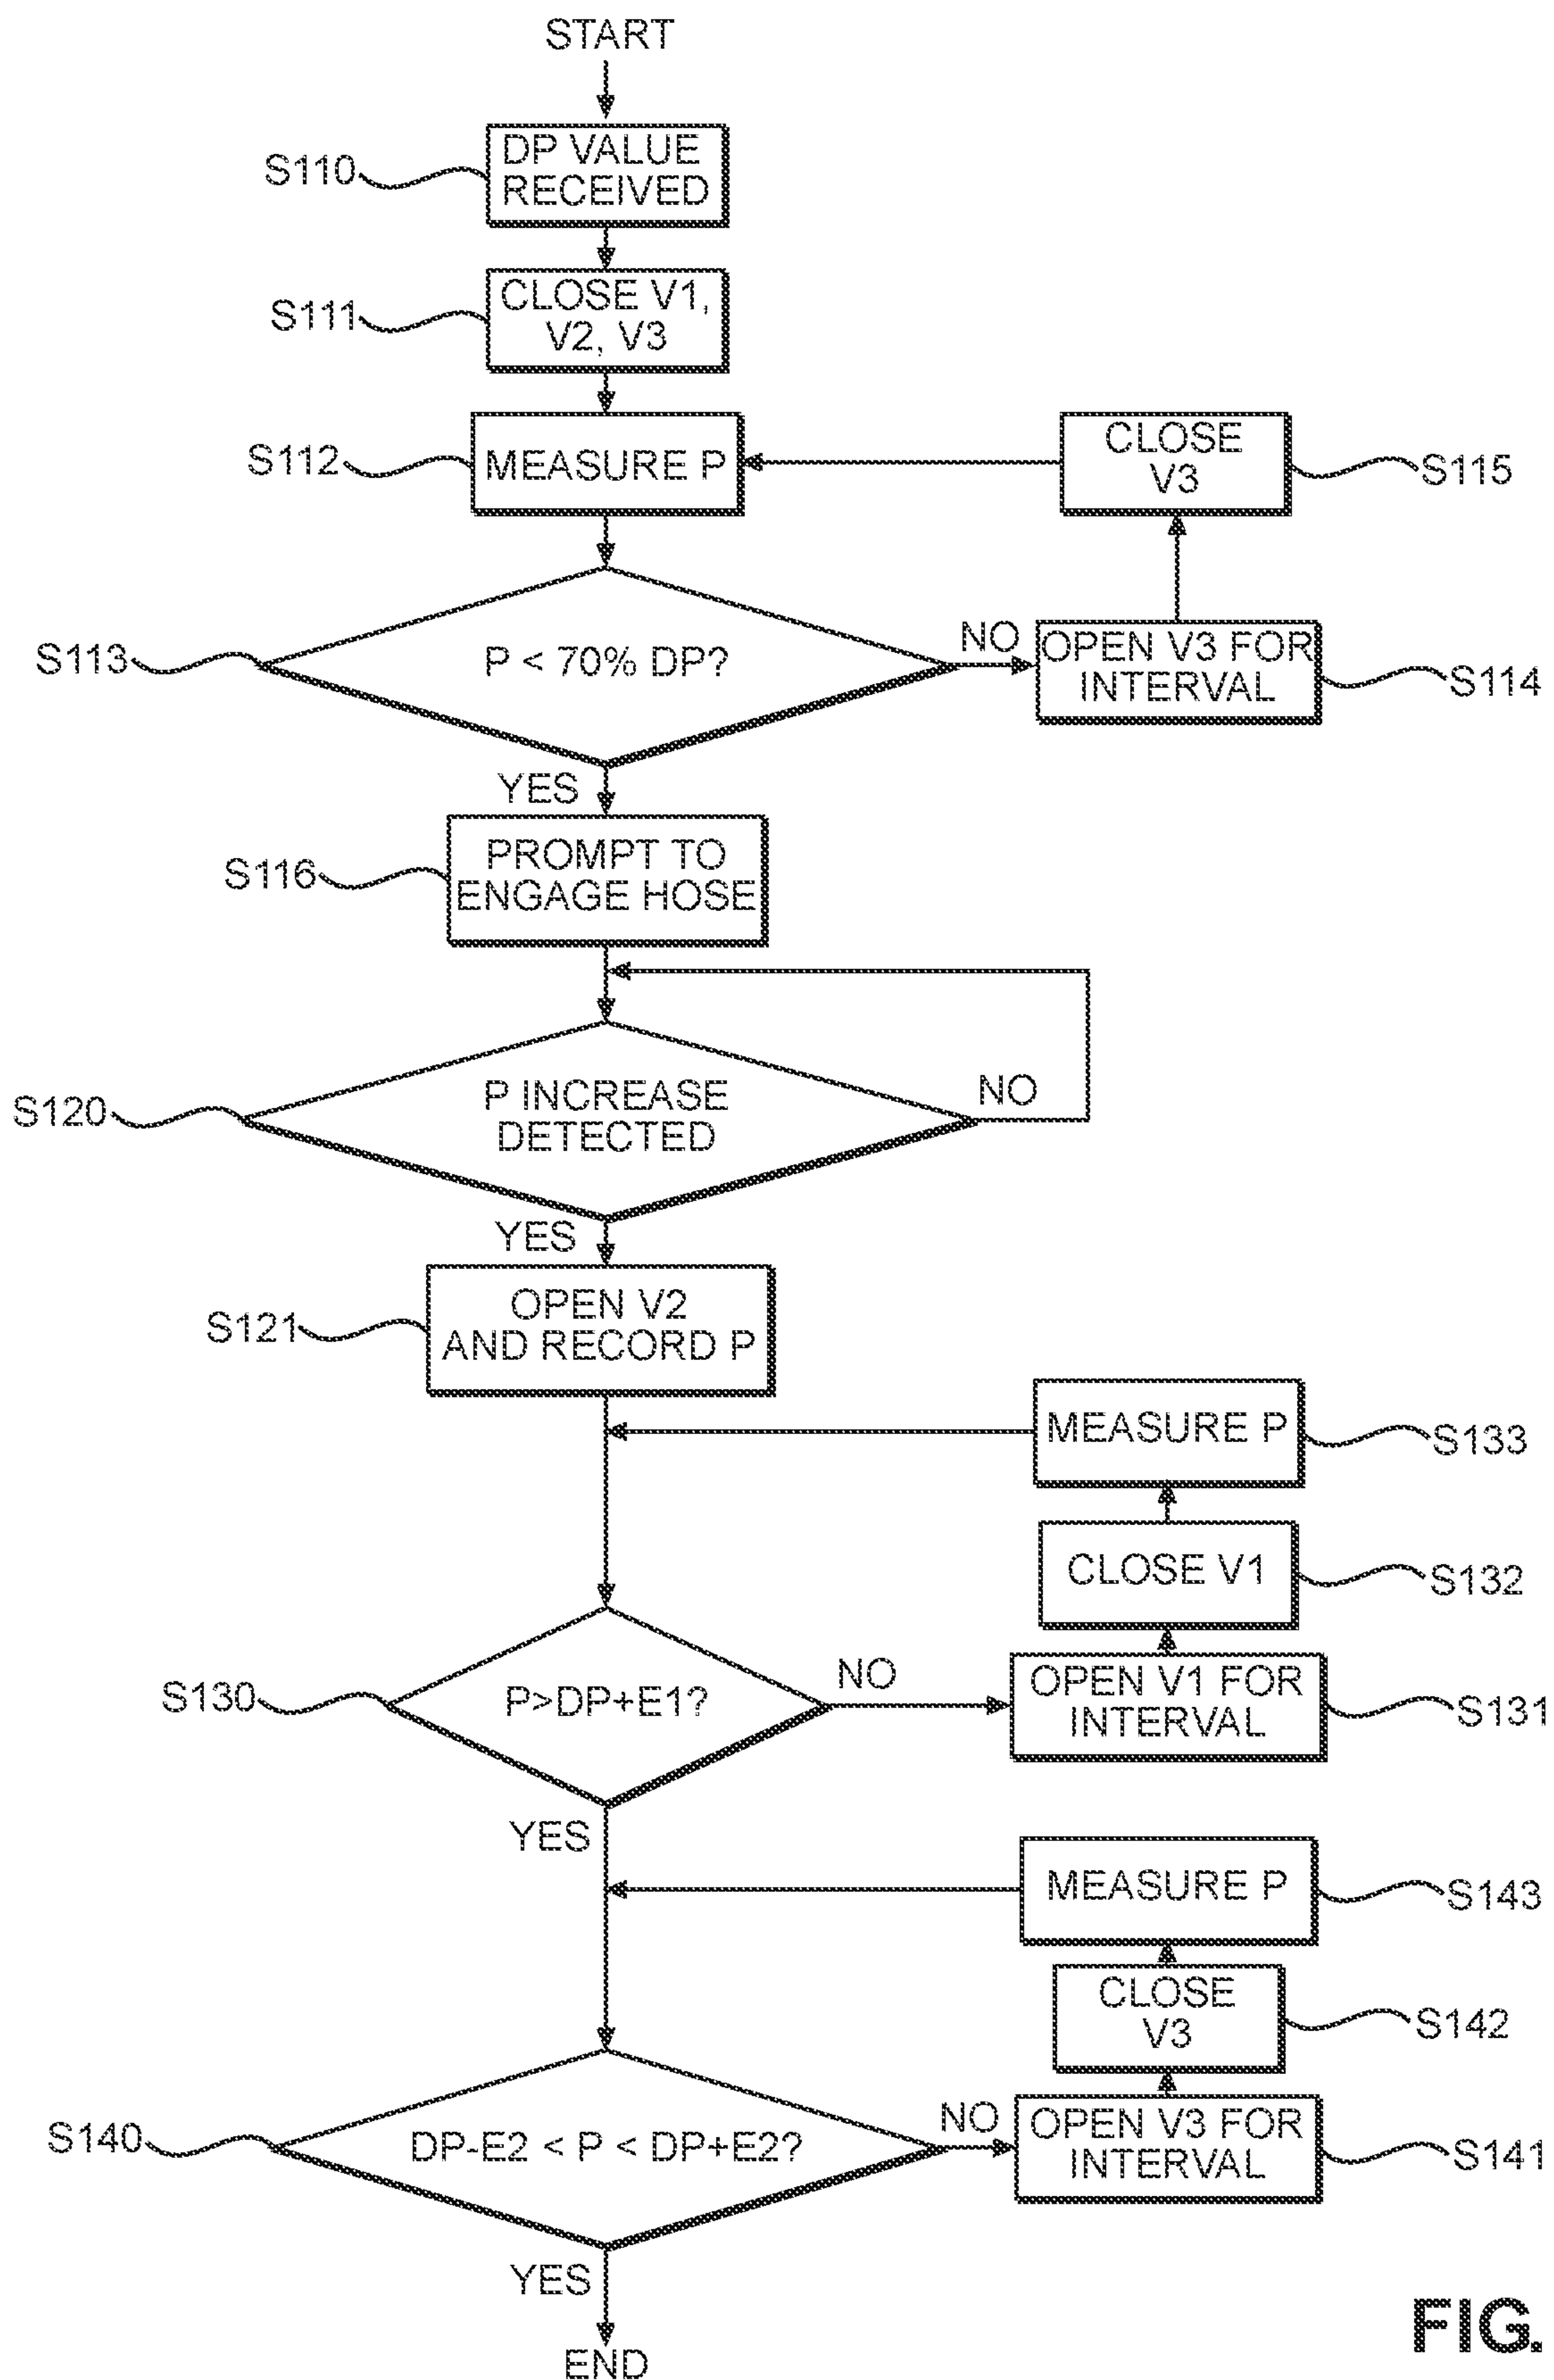 START
S110
DP VALUE
RECEIVED
S111
CLOSE V1,
V2, V3
S112
MEASURE P
CLOSE
V3
S115
S113
P < 70% DP?
NO
OPEN V3 FOR
INTERVAL
S114
YES
S116
PROMPT TO
ENGAGE HOSE
S120
P INCREASE
DETECTED
NO
YES
S121
OPEN V2
AND RECORD P
MEASURE P
S133
CLOSE V1
S132
S130
P>DP+E1?
NO
OPEN V1 FOR
INTERVAL
S131
YES
MEASURE P
S143
CLOSE
V3
S142
S140
DP-E2 < P < DP+E2?
NO
OPEN V3 FOR
INTERVAL
S141
YES
END
FIG.